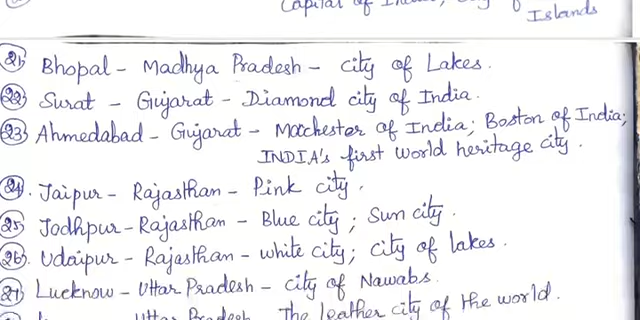 Capital of Islands
21) Bhopal - Madhya Pradesh - city of Lakes.
22) Surat - Gujarat - Diamond city of India.
23) Ahmedabad - Gujarat - Machester of India; Boston of India;
INDIA's first world heritage city.
24). Jaipur - Rajasthan - Pink city.
25) Jodhpur - Rajasthan - Blue city; Sun city.
26). Udaipur - Rajasthan - white city; city of lakes.
27) Lucknow - Uttar Pradesh - city of Nawabs.
Uttar Pradesh The leather city of the world.